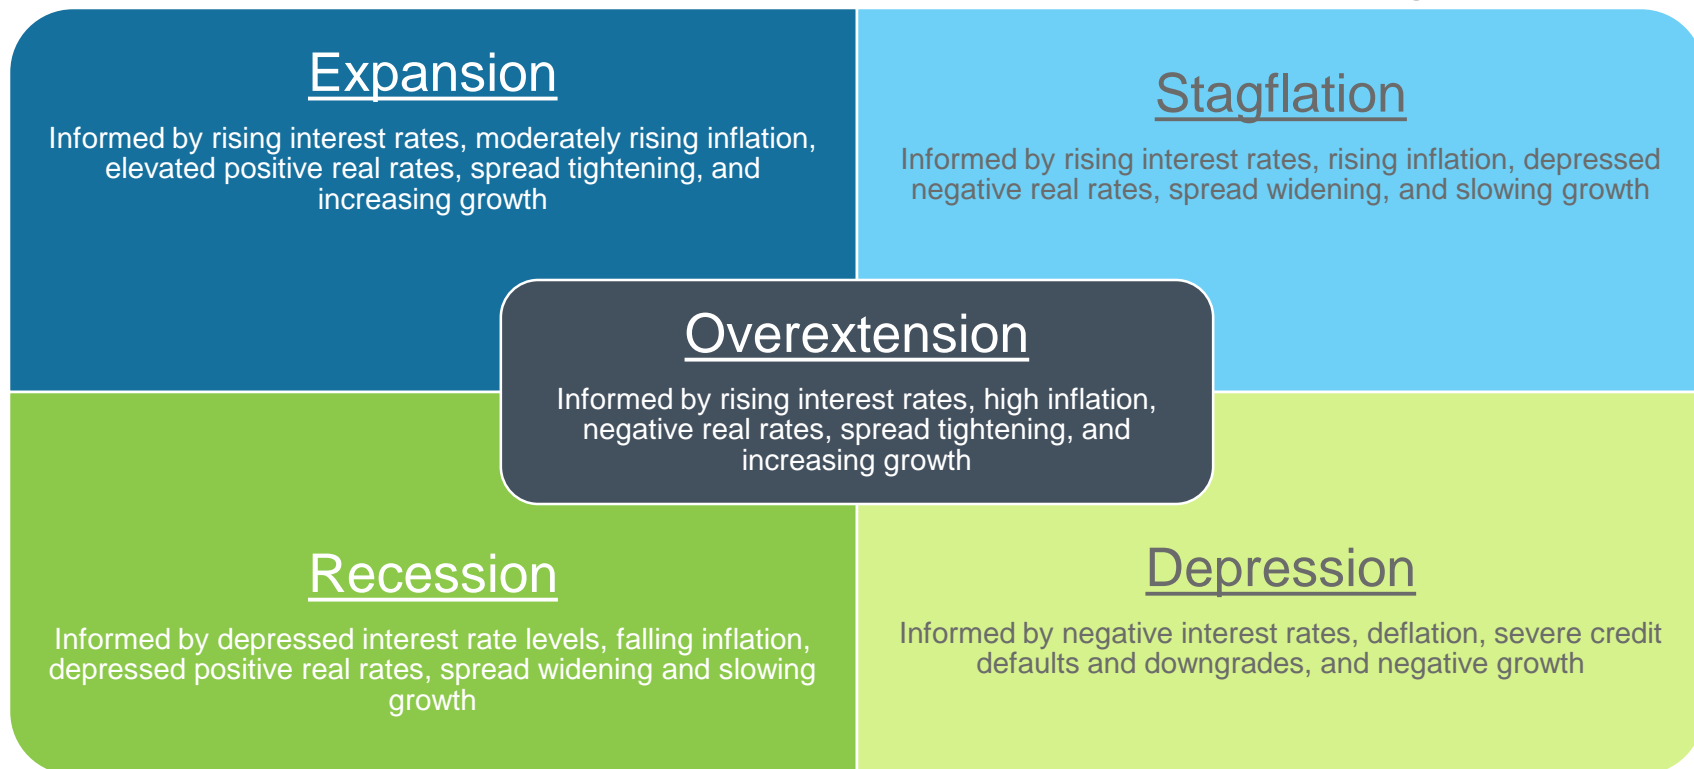 Expansion
Informed by rising interest rates, moderately rising inflation,
elevated positive real rates, spread tightening, and
increasing growth
Stagflation
Informed by rising interest rates, rising inflation, depressed
negative real rates, spread widening, and slowing growth
Overextension
Informed by rising interest rates, high inflation,
negative real rates, spread tightening, and
increasing growth
Recession
Informed by depressed interest rate levels, falling inflation,
depressed positive real rates, spread widening and slowing
growth
Depression
Informed by negative interest rates, deflation, severe credit
defaults and downgrades, and negative growth